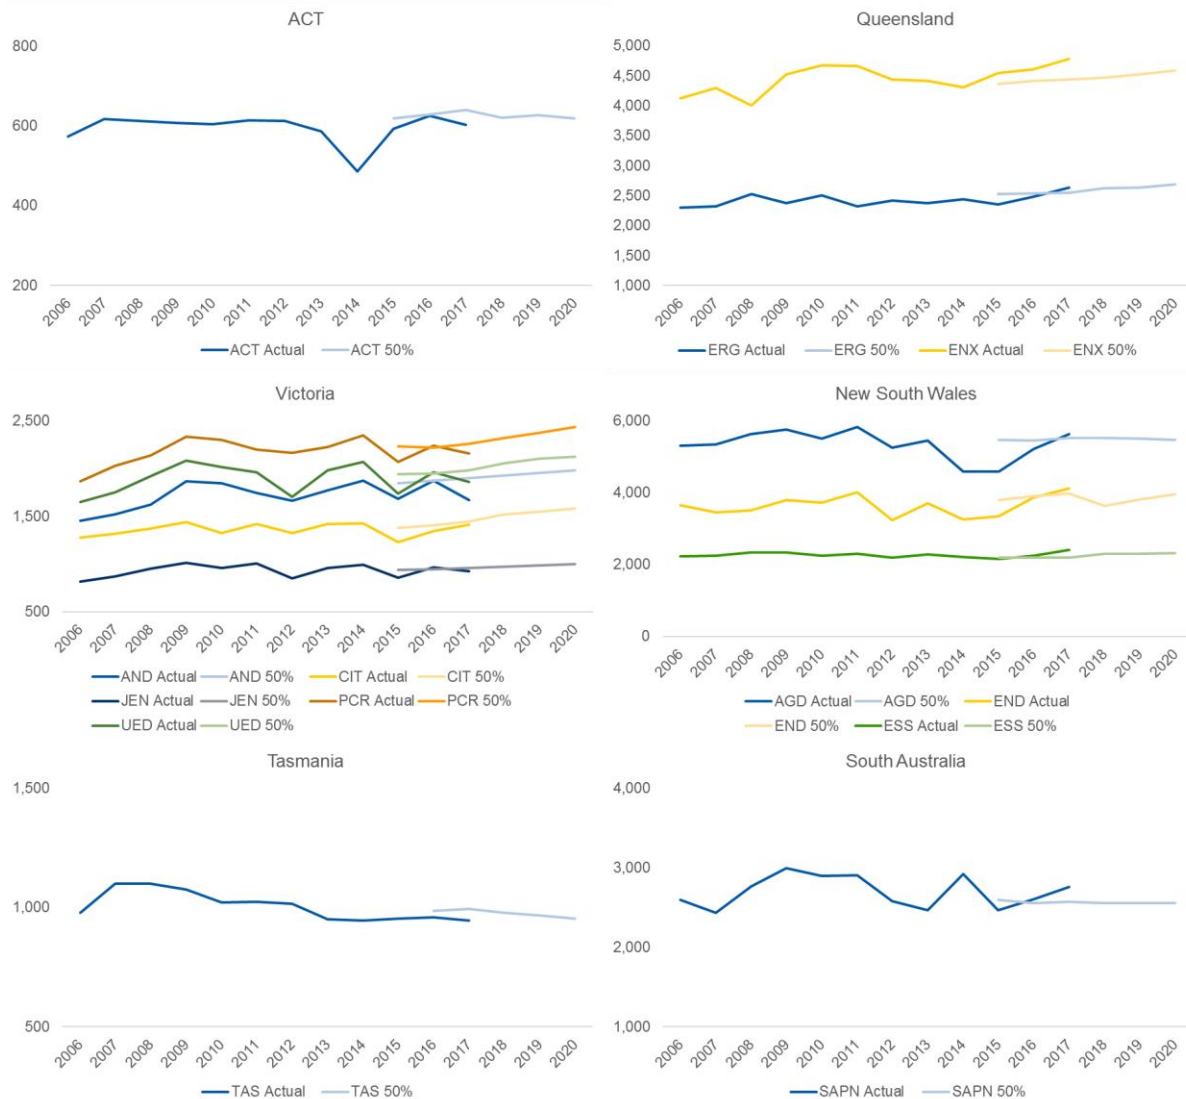 ACT
800
600
400
200
2006 2007 2008 2009 2010 2011 2012 2013 2014 2015 2016 2017 2018 2019 2020
ACT Actual ACT 50%
Queensland
5,000
4,500
4,000
3,500
3,000
2,500
2,000
1,500
1,000
2006 2007 2008 2009 2010 2011 2012 2013 2014 2015 2016 2017 2018 2019 2020
ERG Actual ERG 50% ENX Actual ENX 50%
Victoria
2,500
1,500
500
2006 2007 2008 2009 2010 2011 2012 2013 2014 2015 2016 2017 2018 2019 2020
AND Actual AND 50% CIT Actual CIT 50%
JEN Actual JEN 50% PCR Actual PCR 50%
UED Actual UED 50%
New South Wales
6,000
4,000
2,000
0
2006 2007 2008 2009 2010 2011 2012 2013 2014 2015 2016 2017 2018 2019 2020
AGD Actual AGD 50% END Actual
END 50% ESS Actual ESS 50%
Tasmania
1,500
1,000
500
2006 2007 2008 2009 2010 2011 2012 2013 2014 2015 2016 2017 2018 2019 2020
TAS Actual TAS 50%
South Australia
4,000
3,000
2,000
1,000
2006 2007 2008 2009 2010 2011 2012 2013 2014 2015 2016 2017 2018 2019 2020
SAPN Actual SAPN 50%